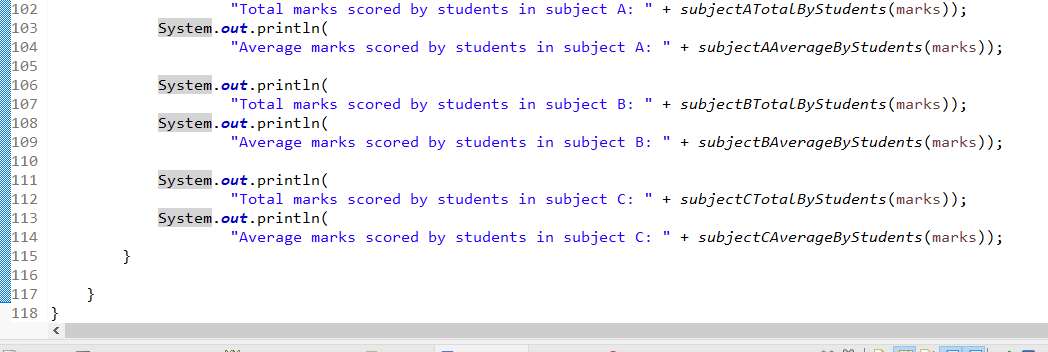 102 "Total marks scored by students in subject A: " + subjectATotalByStudents(marks));
103 System.out.println(
104 "Average marks scored by students in subject A: " + subjectAAverageByStudents(marks));
105
106 System.out.println(
107 "Total marks scored by students in subject B: " + subjectBTotalByStudents(marks));
108 System.out.println(
109 "Average marks scored by students in subject B: " + subjectBAverageByStudents(marks));
110
111 System.out.println(
112 "Total marks scored by students in subject C: " + subjectCTotalByStudents(marks));
113 System.out.println(
114 "Average marks scored by students in subject C: " + subjectCAverageByStudents(marks));
115 }
116
117 }
118 }